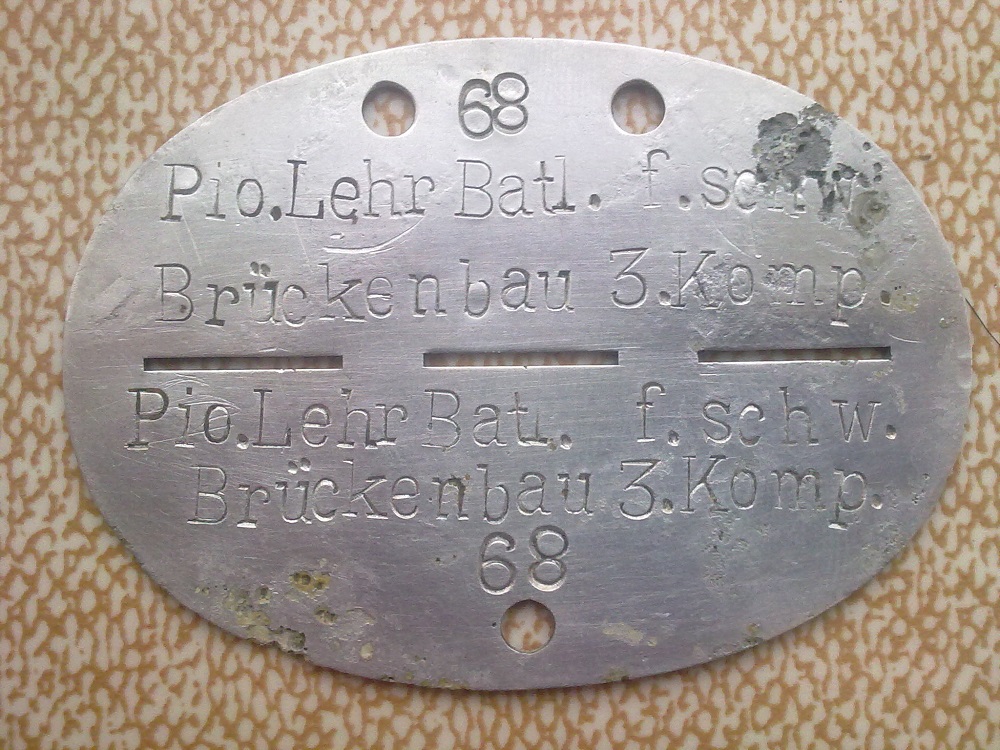 68
Pio.Lehr Batl. f.schw.
Brückenbau 3.Komp.
Pio.Lehr Batl. f.schw.
Brückenbau 3.Komp.
68